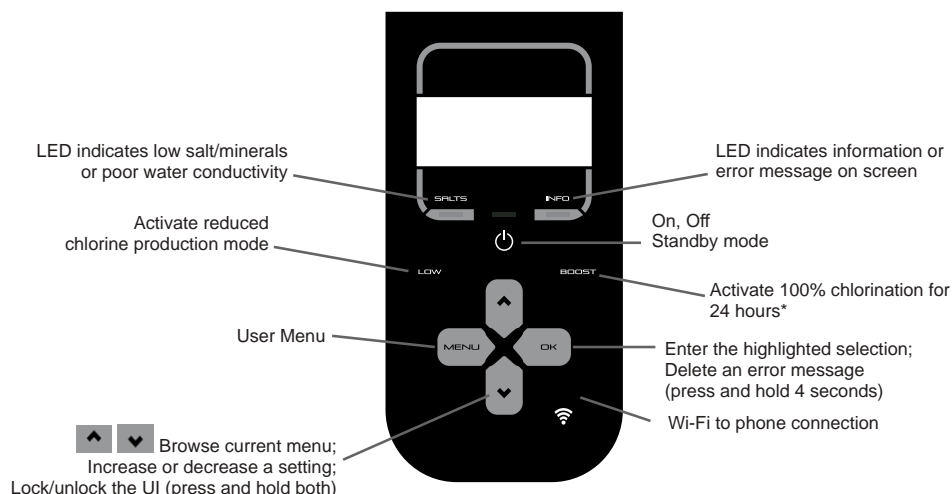 LED indicates low salt/minerals
or poor water conductivity
LED indicates information or
error message on screen
SALTS
INFO
Activate reduced
chlorine production mode
On, Off
Standby mode
LOW
BOOST
Activate 100% chlorination for
24 hours*
User Menu
MENU
OK
Enter the highlighted selection;
Delete an error message
(press and hold 4 seconds)
Wi-Fi to phone connection
Browse current menu;
Increase or decrease a setting;
Lock/unlock the UI (press and hold both)